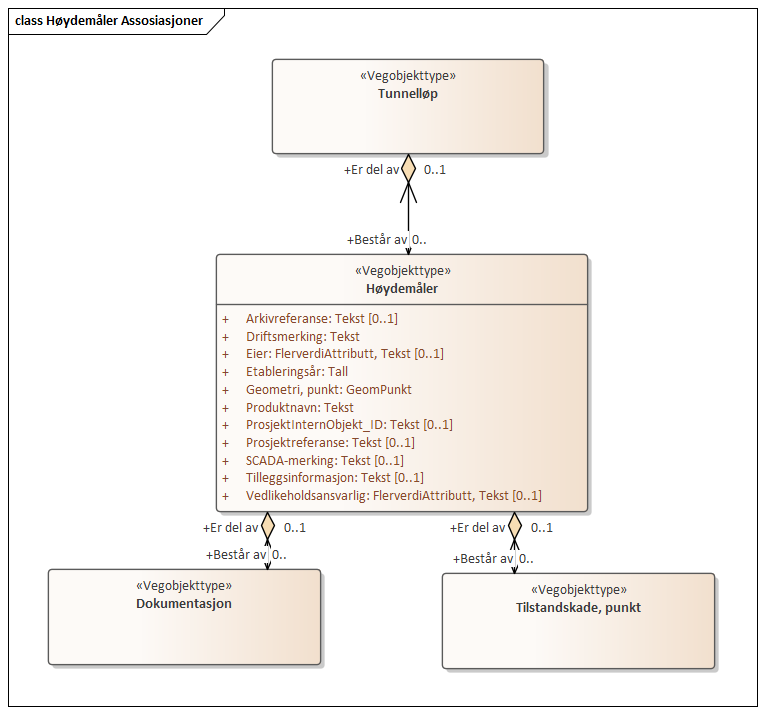 class Høydemåler Assosiasjoner
«Vegobjekttype»
Tunnelløp
+Er del av 0..1
+Består av 0..
«Vegobjekttype»
Høydemåler
+ Arkivreferanse: Tekst [0..1]
+ Driftsmerking: Tekst
+ Eier: FlerverdiAttributt, Tekst [0..1]
+ Etableringsår: Tall
+ Geometri, punkt: GeomPunkt
+ Produktnavn: Tekst
+ ProsjektInternObjekt_ID: Tekst [0..1]
+ Prosjektreferanse: Tekst [0..1]
+ SCADA-merking: Tekst [0..1]
+ Tilleggsinformasjon: Tekst [0..1]
+ Vedlikeholdsansvarlig: FlerverdiAttributt, Tekst [0..1]
+Er del av 0..1
+Består av 0..
«Vegobjekttype»
Dokumentasjon
+Er del av 0..1
+Består av 0..
«Vegobjekttype»
Tilstandskade, punkt